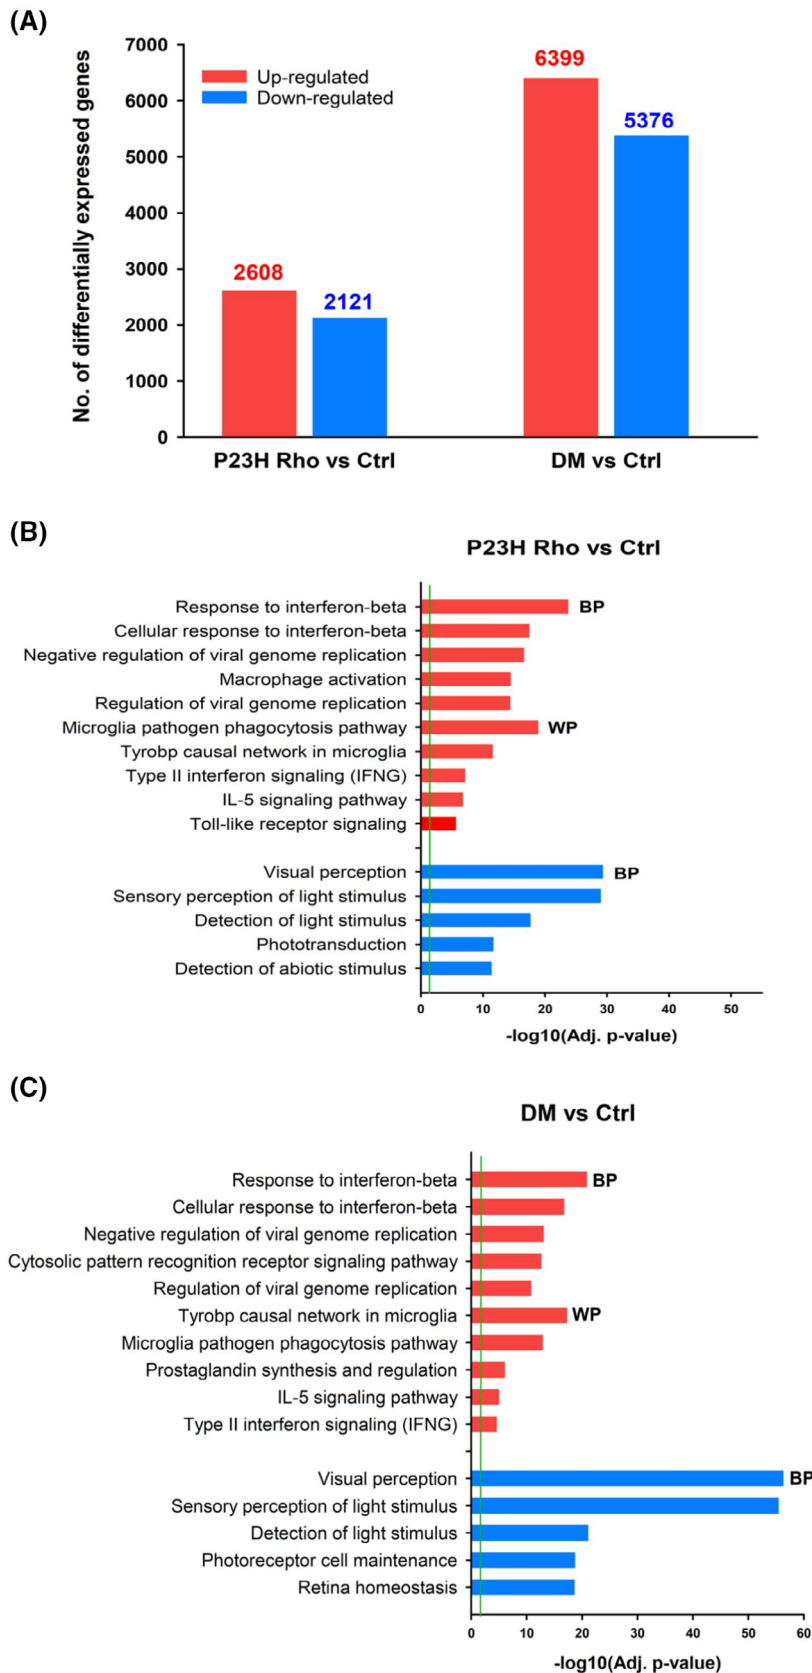 (A)
No. of differentially expressed genes
7000
6000
5000
4000
3000
2000
1000
0
Up-regulated
Down-regulated
2608
2121
6399
5376
P23H Rho vs Ctrl
DM vs Ctrl
(B)
P23H Rho vs Ctrl
Response to interferon-beta
BP
Cellular response to interferon-beta
Negative regulation of viral genome replication
Macrophage activation
Regulation of viral genome replication
Microglia pathogen phagocytosis pathway
WP
Tyrobp causal network in microglia
Type II interferon signaling (IFNG)
IL-5 signaling pathway
Toll-like receptor signaling
Visual perception
BP
Sensory perception of light stimulus
Detection of light stimulus
Phototransduction
Detection of abiotic stimulus
0 10 20 30 40 50
-log10(Adj. p-value)
(C)
DM vs Ctrl
Response to interferon-beta
BP
Cellular response to interferon-beta
Negative regulation of viral genome replication
Cytosolic pattern recognition receptor signaling pathway
Regulation of viral genome replication
Tyrobp causal network in microglia
WP
Microglia pathogen phagocytosis pathway
Prostaglandin synthesis and regulation
IL-5 signaling pathway
Type II interferon signaling (IFNG)
Visual perception
BP
Sensory perception of light stimulus
Detection of light stimulus
Photoreceptor cell maintenance
Retina homeostasis
0 10 20 30 40 50 60
-log10(Adj. p-value)